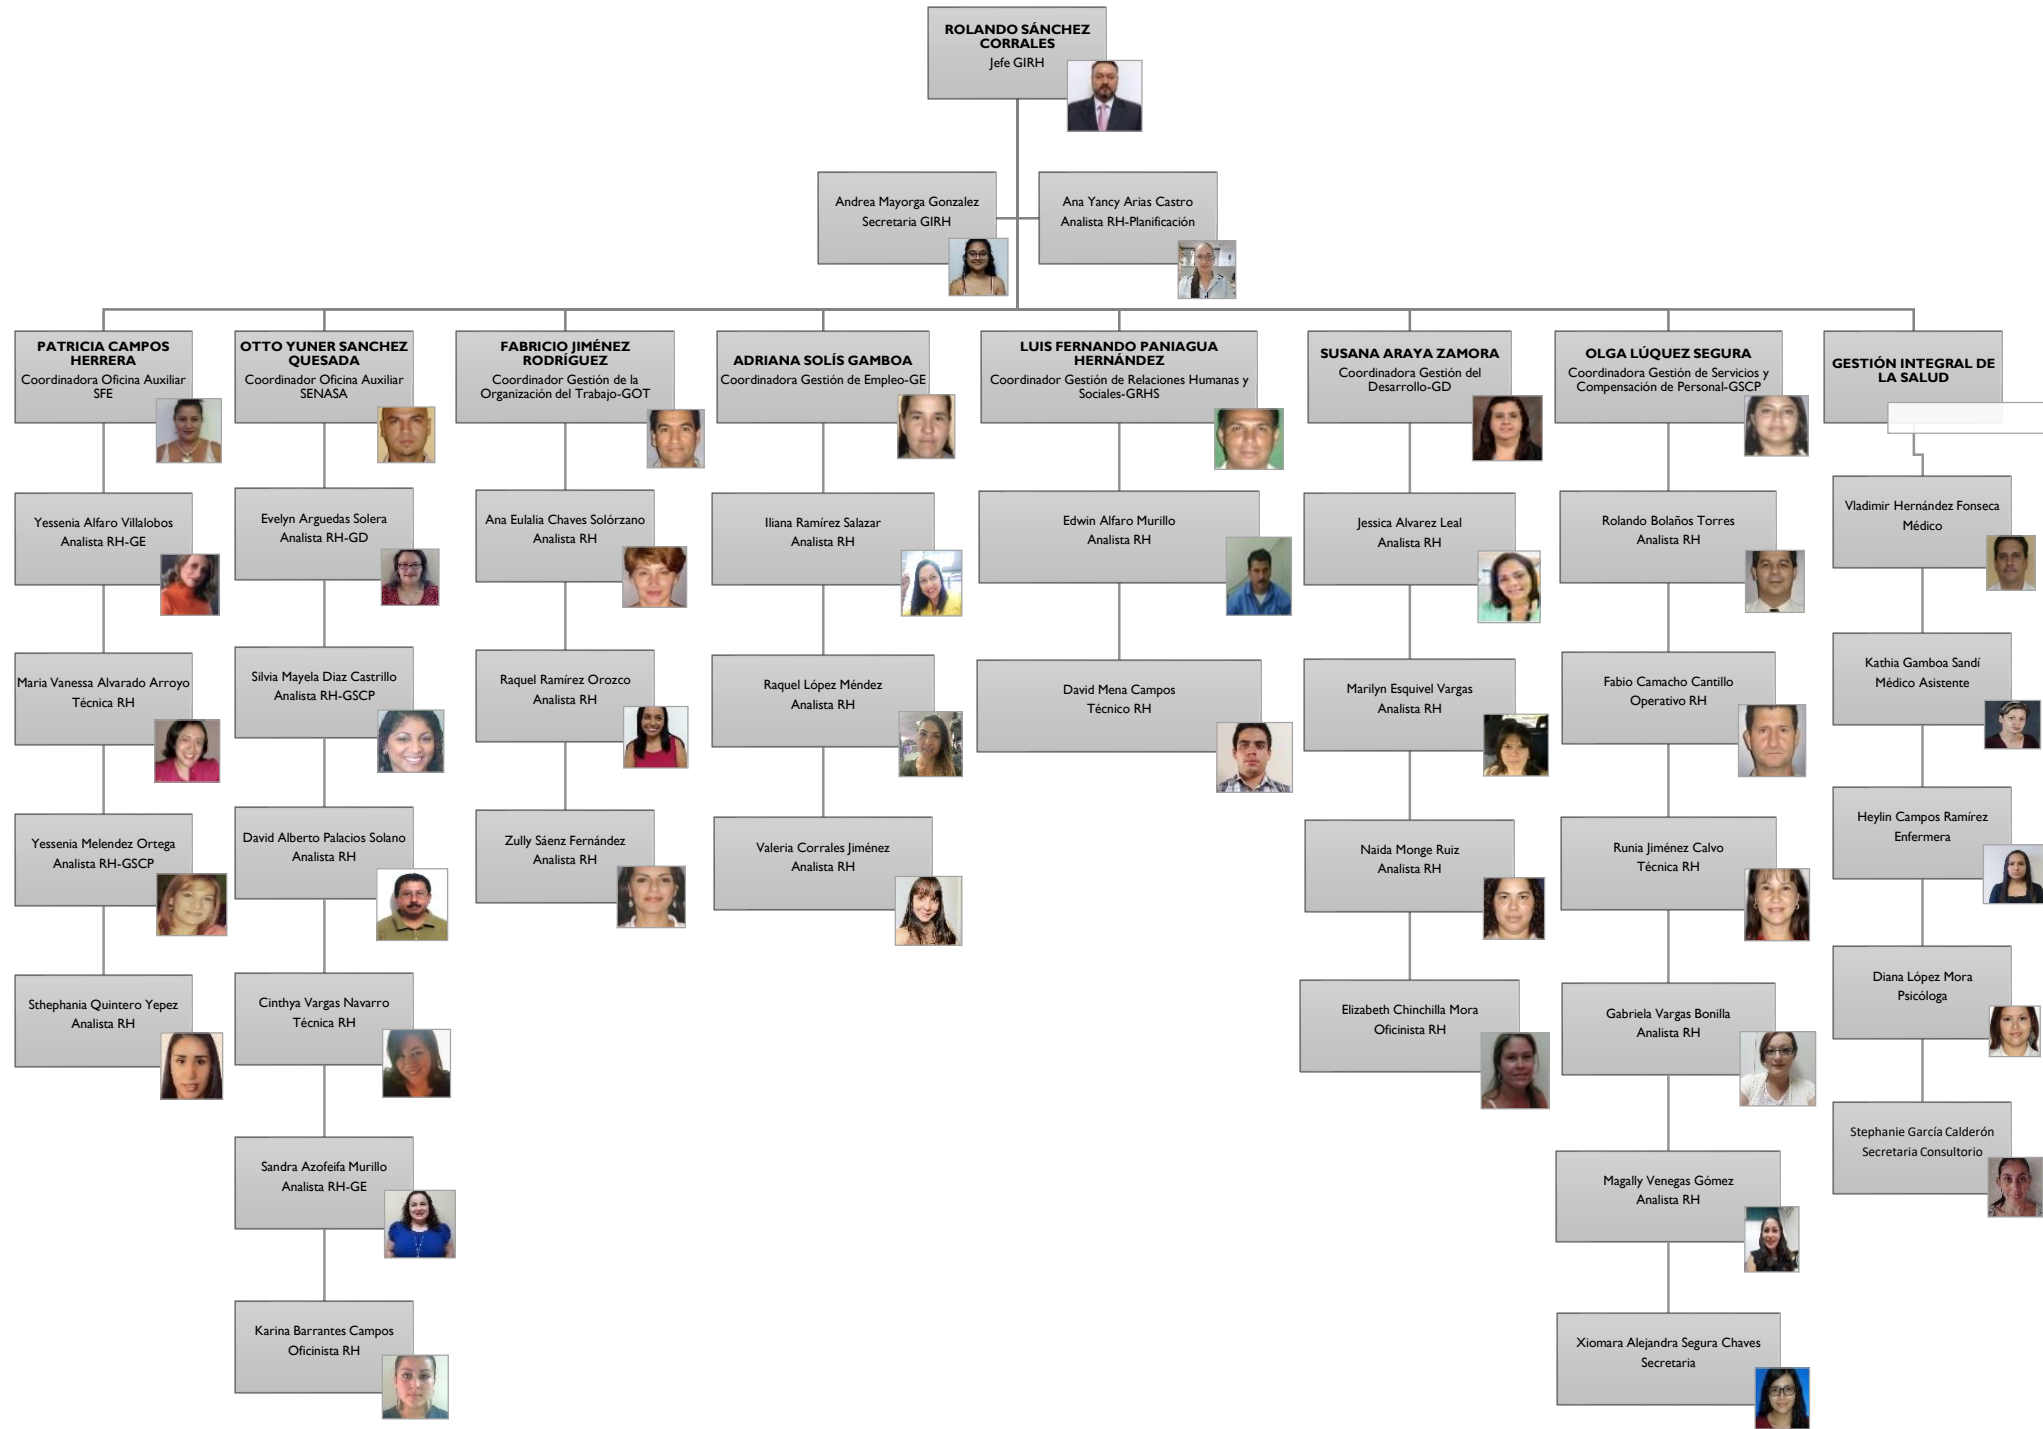 ROLANDO SÁNCHEZ
CORRALES
Jefe GIRH
Andrea Mayorga Gonzalez
Secretaria GIRH
Ana Yancy Arias Castro
Analista RH-Planificación
PATRICIA CAMPOS
HERRERA
Coordinadora Oficina Auxiliar
SFE
Yessenia Alfaro Villalobos
Analista RH-GE
Maria Vanessa Alvarado Arroyo
Técnica RH
Yessenia Melendez Ortega
Analista RH-GSCP
Sthephania Quintero Yepez
Analista RH
OTTO YUNER SANCHEZ
QUESADA
Coordinador Oficina Auxiliar
SENASA
Evelyn Arguedas Solera
Analista RH-GD
Silvia Mayela Diaz Castrillo
Analista RH-GSCP
David Alberto Palacios Solano
Analista RH
Cinthya Vargas Navarro
Técnica RH
Sandra Azofeifa Murillo
Analista RH-GE
Karina Barrantes Campos
Oficinista RH
FABRICIO JIMÉNEZ
RODRÍGUEZ
Coordinador Gestión de la
Organización del Trabajo-GOT
Ana Eulalia Chaves Solórzano
Analista RH
Raquel Ramírez Orozco
Analista RH
Zully Sáenz Fernández
Analista RH
ADRIANA SOLÍS GAMBOA
Coordinadora Gestión de Empleo-GE
Iliana Ramírez Salazar
Analista RH
Raquel López Méndez
Analista RH
Valeria Corrales Jiménez
Analista RH
LUIS FERNANDO PANIAGUA
HERNÁNDEZ
Coordinador Gestión de Relaciones Humanas y
Sociales-GRHS
Edwin Alfaro Murillo
Analista RH
David Mena Campos
Técnico RH
SUSANA ARAYA ZAMORA
Coordinadora Gestión del
Desarrollo-GD
Jessica Alvarez Leal
Analista RH
Marilyn Esquivel Vargas
Analista RH
Naida Monge Ruiz
Analista RH
Elizabeth Chinchilla Mora
Oficinista RH
OLGA LÚQUEZ SEGURA
Coordinadora Gestión de Servicios y
Compensación de Personal-GSCP
Rolando Bolaños Torres
Analista RH
Fabio Camacho Cantillo
Operativo RH
Runia Jiménez Calvo
Técnica RH
Gabriela Vargas Bonilla
Analista RH
Magally Venegas Gómez
Analista RH
Xiomara Alejandra Segura Chaves
Secretaria
GESTIÓN INTEGRAL DE
LA SALUD
Vladimir Hernández Fonseca
Médico
Kathia Gamboa Sandí
Médico Asistente
Heylin Campos Ramírez
Enfermera
Diana López Mora
Psicóloga
Stephanie García Calderón
Secretaria Consultorio